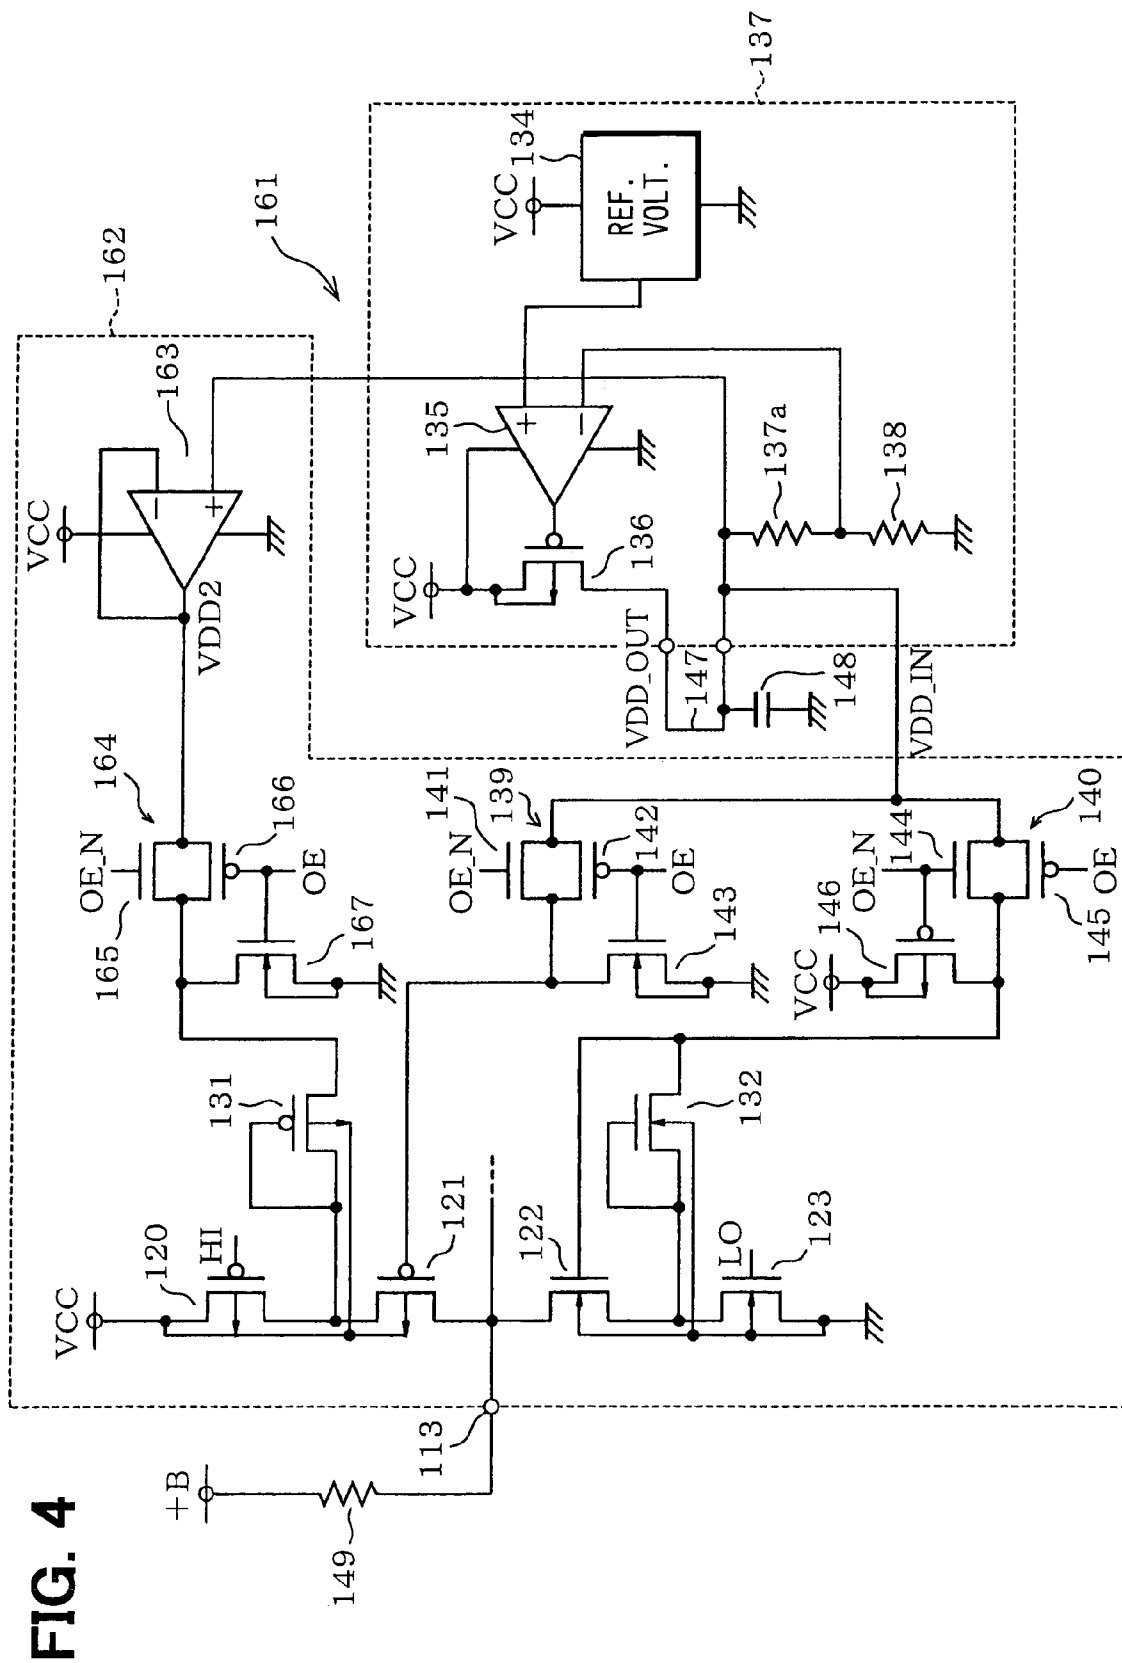 FIG. 4
161
162
137
VCC
163
VDD2
VCC
134
REF.
VOLT.
135
VCC
136
137a
138
VDD_OUT
147
148
VDD_IN
164
OE_N
165
166
OE
167
141
OE_N
139
142
OE
143
140
OE_N
144
145
OE
146
VCC
131
132
VCC
120
HI
121
122
LO
123
113
+B
149